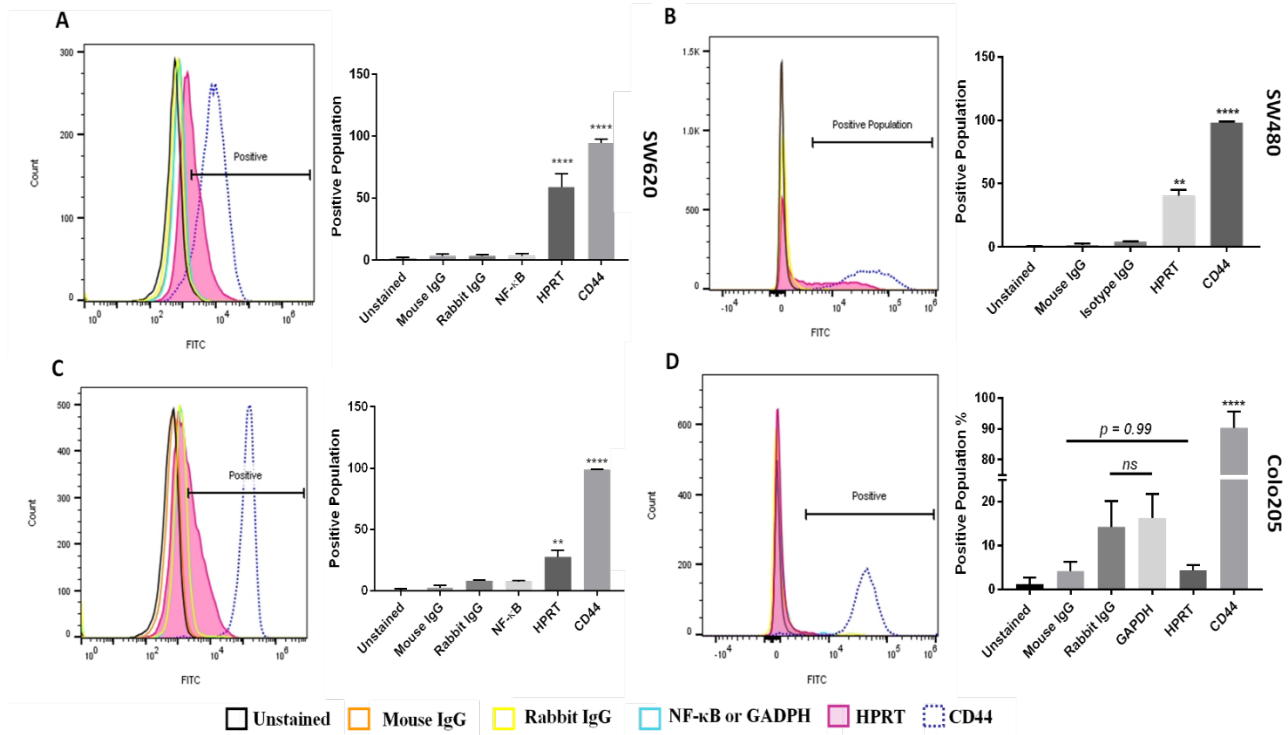 A
300
200
100
0
Count
Positive
10^0
10^2
10^4
10^6
FITC
150
100
50
0
Positive Population
****
****
Unstained
Mouse IgG
Rabbit IgG
NF-κB
HPRT
CD44
SW620
B
1.5K
1.0K
500
0
Count
Positive Population
-10^4
0
10^4
10^5
10^6
FITC
150
100
50
0
Positive Population
**
****
Unstained
Mouse IgG
Isotype IgG
HPRT
CD44
SW480
C
500
400
300
200
100
0
Count
Positive
10^0
10^2
10^4
10^6
FITC
150
100
50
0
Positive Population
**
****
Unstained
Mouse IgG
Rabbit IgG
NF-κB
HPRT
CD44
D
600
400
200
0
Count
Positive
-10^4
0
10^4
10^5
10^6
FITC
100
90
80
70
60
20
10
0
Positive Population %
p = 0.99
ns
****
Unstained
Mouse IgG
Rabbit IgG
GAPDH
HPRT
CD44
Colo205
Unstained
Mouse IgG
Rabbit IgG
NF-κB or GADPH
HPRT
CD44